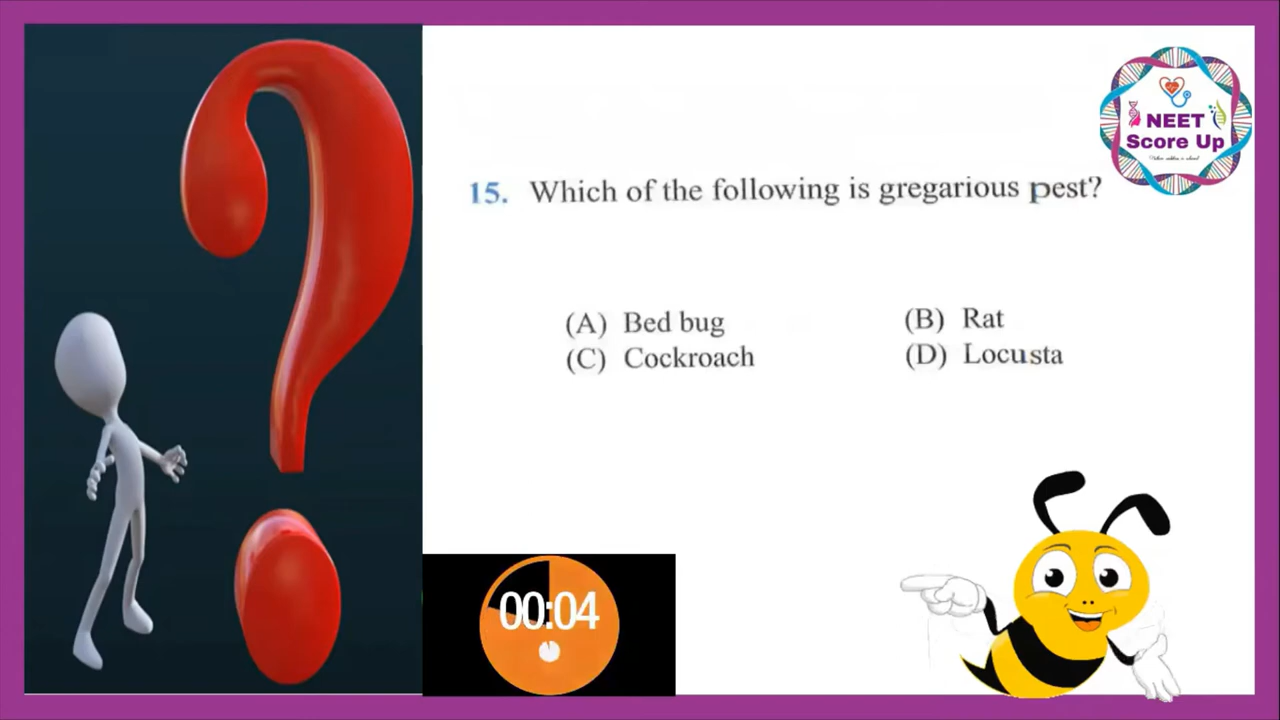 NEET
Score Up
15. Which of the following is gregarious pest?
(A) Bed bug
(B) Rat
(C) Cockroach
(D) Locusta
00:04